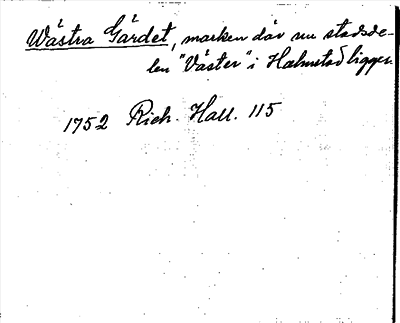 Wästra Gärdet, marken där nu stadsde-
len "Väster" i Halmstad ligger.
1752 Rich. Hall. 115